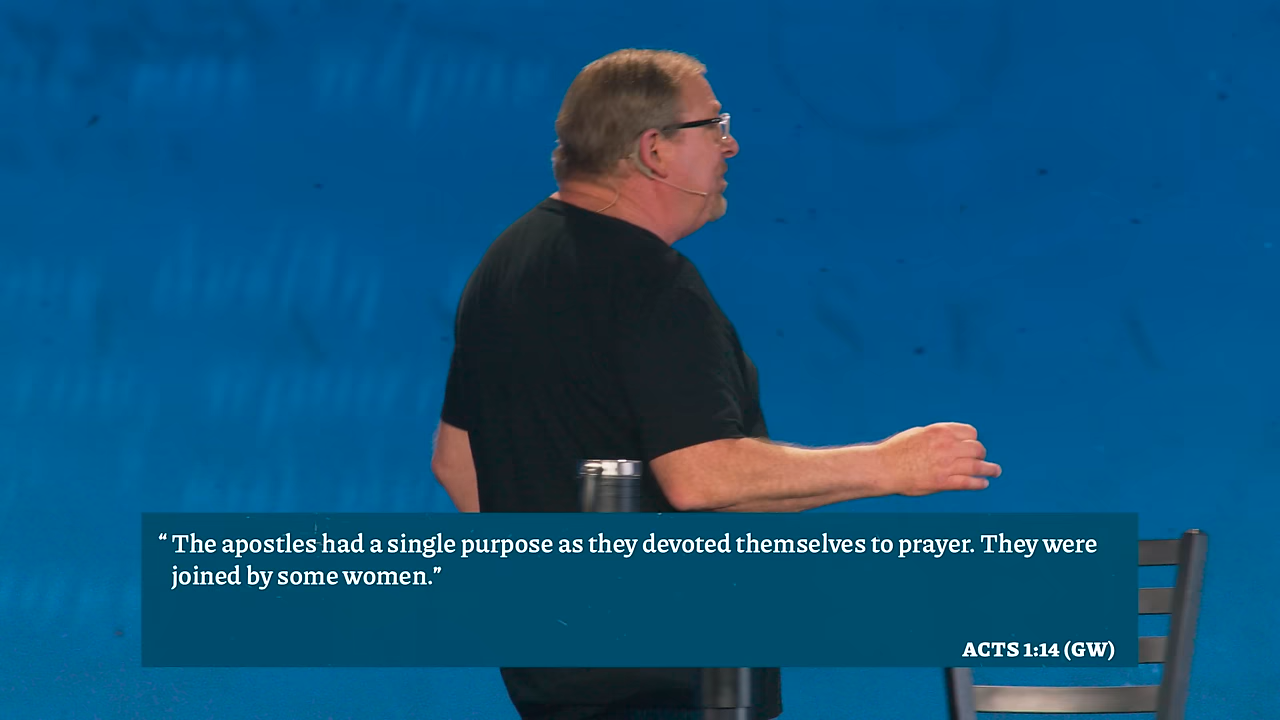 “ The apostles had a single purpose as they devoted themselves to prayer. They were
joined by some women.”
ACTS 1:14 (GW)